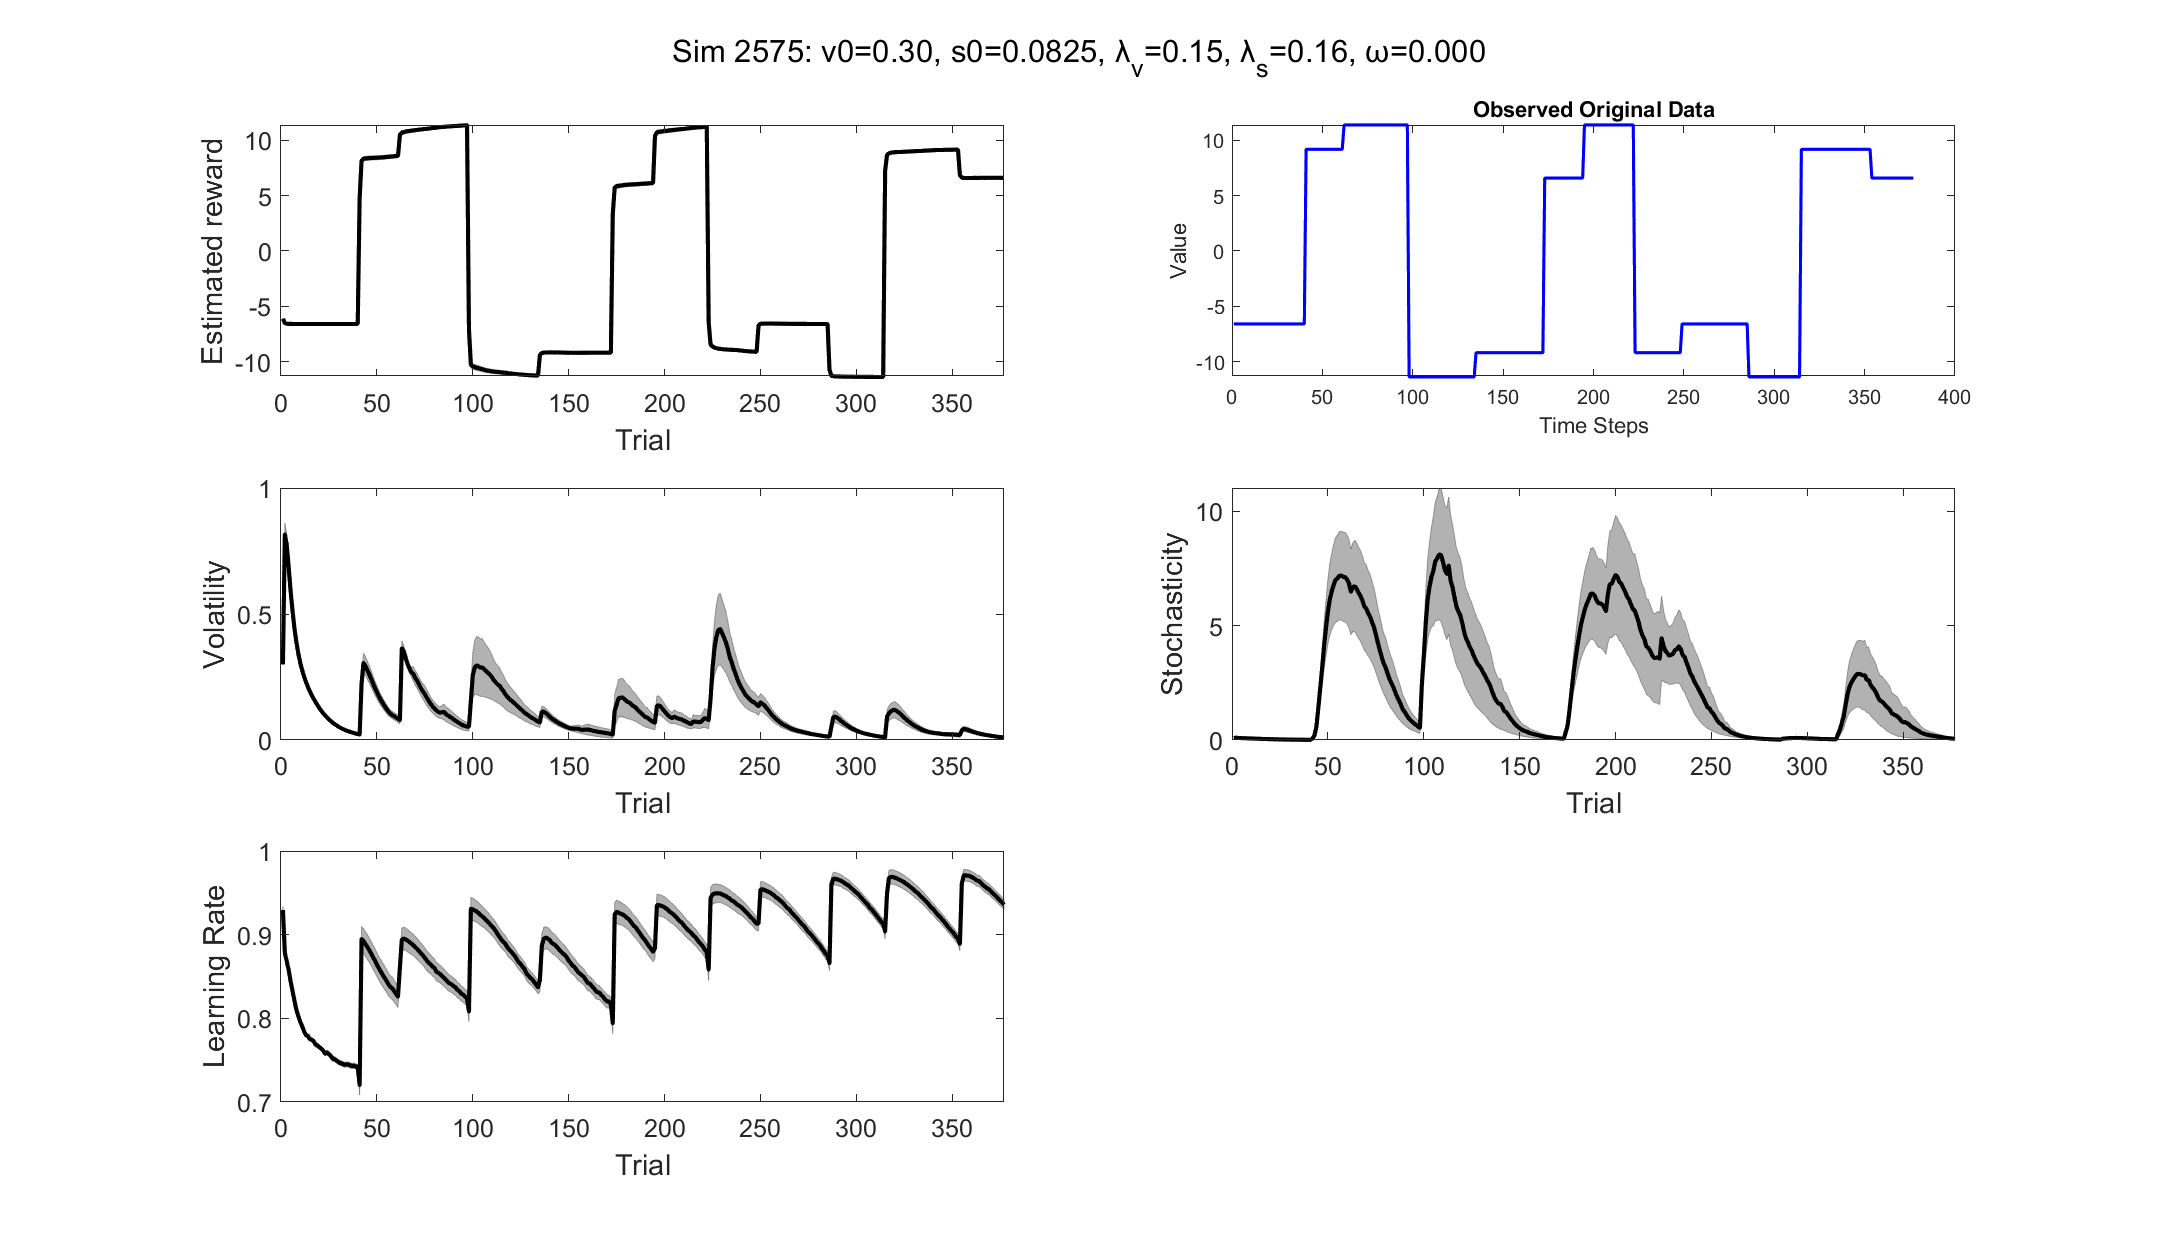 Sim 2575: v0=0.30, s0=0.0825, λ_v=0.15, λ_s=0.16, ω=0.000
Estimated reward
10
5
0
-5
-10
0 50 100 150 200 250 300 350
Trial
Observed Original Data
Value
10
5
0
-5
-10
0 50 100 150 200 250 300 350 400
Time Steps
Volatility
1
0.5
0
0 50 100 150 200 250 300 350
Trial
Stochasticity
10
5
0
0 50 100 150 200 250 300 350
Trial
Learning Rate
1
0.9
0.8
0.7
0 50 100 150 200 250 300 350
Trial